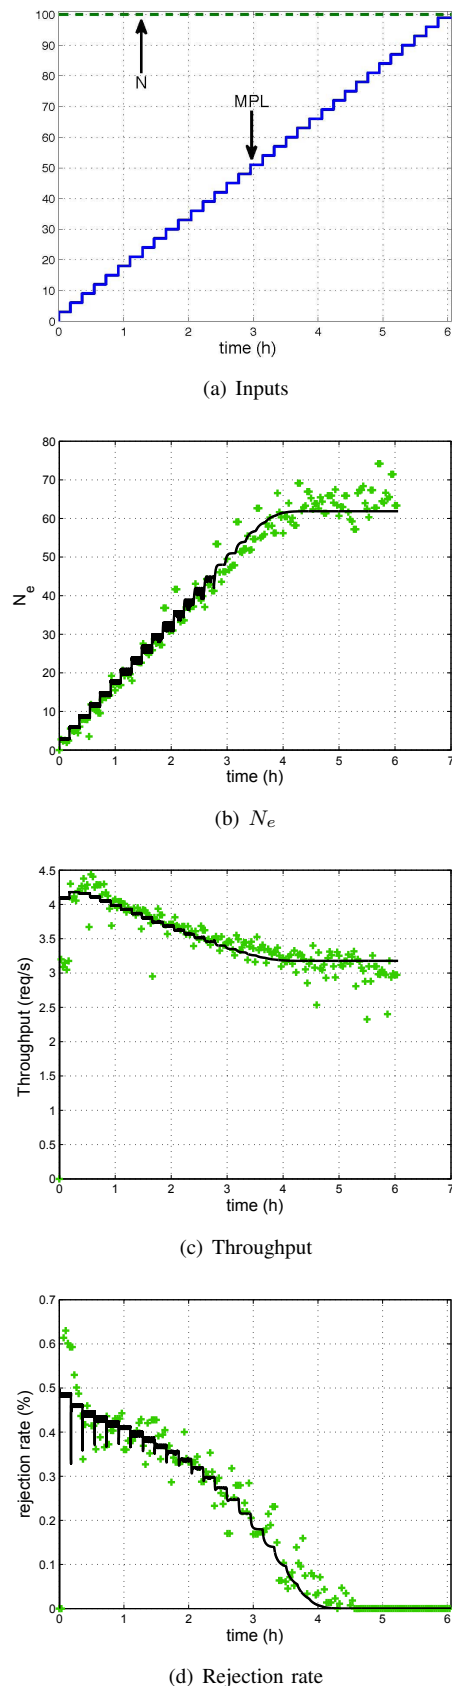 100
90
80
70
60
50
40
30
20
10
0
N
MPL
0 1 2 3 4 5 6
time (h)
(a) Inputs
80
70
60
50
40
30
20
10
0
N_e
0 1 2 3 4 5 6 7
time (h)
(b) N_e
4.5
4
3.5
3
2.5
2
1.5
1
0.5
0
Throughput (req/s)
0 1 2 3 4 5 6 7
time (h)
(c) Throughput
0.7
0.6
0.5
0.4
0.3
0.2
0.1
0
rejection rate (%)
0 1 2 3 4 5 6
time (h)
(d) Rejection rate